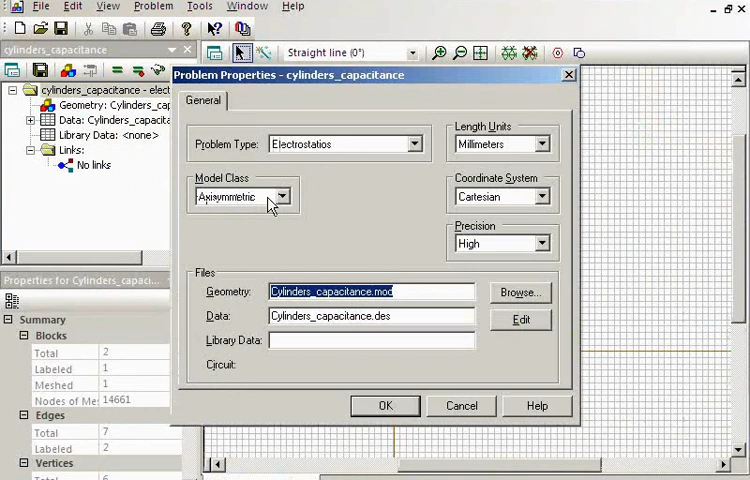 File Edit View Problem Tools Window Help
cylinders_capacitance
Straight line (0°)
cylinders_capacitance - elect
Geometry: Cylinders_cap
Data: Cylinders_capacita
Library Data: <none>
Links:
No links
Properties for Cylinders_capaci...
Summary
Blocks
Total 2
Labeled 1
Meshed 1
Nodes of Mes 14661
Edges
Total 7
Labeled 2
Vertices
Problem Properties - cylinders_capacitance
General
Problem Type: Electrostatics
Length Units
Millimeters
Model Class
Axisymmetric
Coordinate System
Cartesian
Precision
High
Files
Geometry: Cylinders_capacitance.mod Browse...
Data: Cylinders_capacitance.des Edit
Library Data:
Circuit:
OK Cancel Help